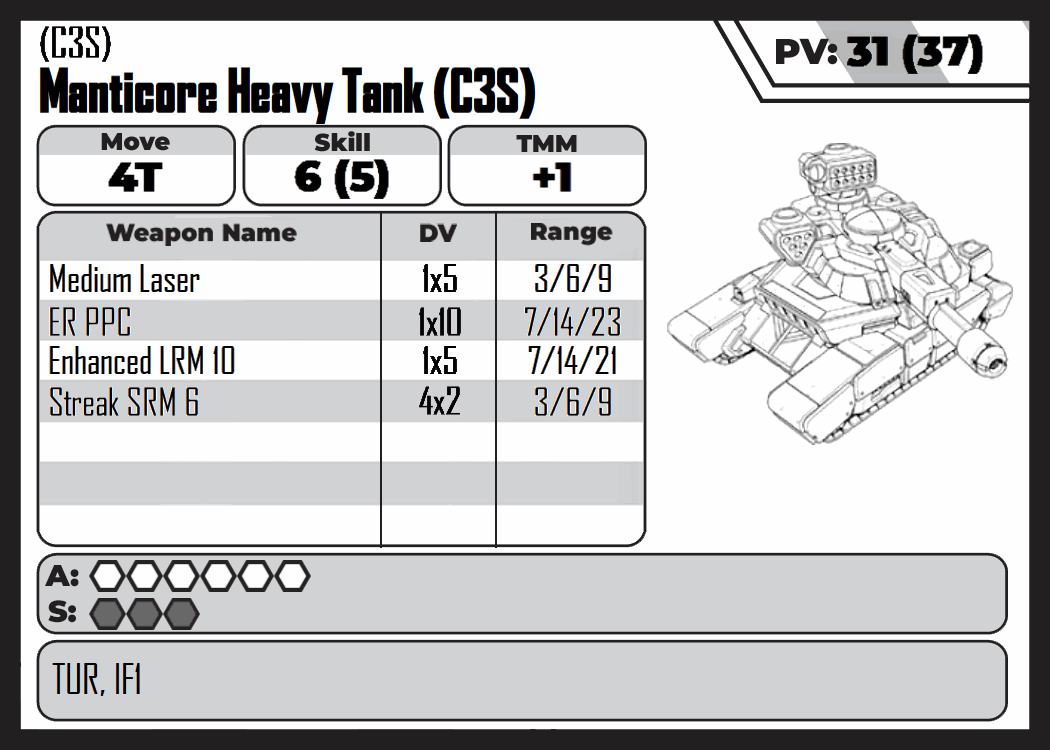 (C3S)
Manticore Heavy Tank (C3S)
PV: 31 (37)
Move
4T
Skill
6 (5)
TMM
+1
Weapon Name DV Range
Medium Laser 1x5 3/6/9
ER PPC 1x10 7/14/23
Enhanced LRM 10 1x5 7/14/21
Streak SRM 6 4x2 3/6/9
A:
S:
TUR, IF1